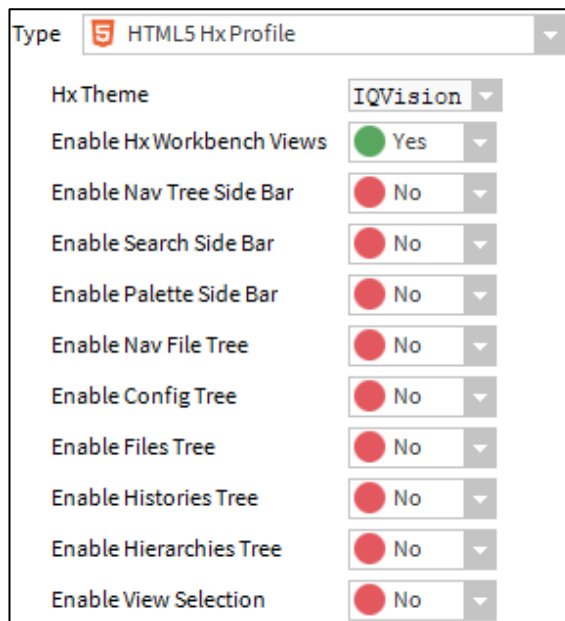 Type HTML5 Hx Profile
Hx Theme IQVision
Enable Hx Workbench Views Yes
Enable Nav Tree Side Bar No
Enable Search Side Bar No
Enable Palette Side Bar No
Enable Nav File Tree No
Enable Config Tree No
Enable Files Tree No
Enable Histories Tree No
Enable Hierarchies Tree No
Enable View Selection No